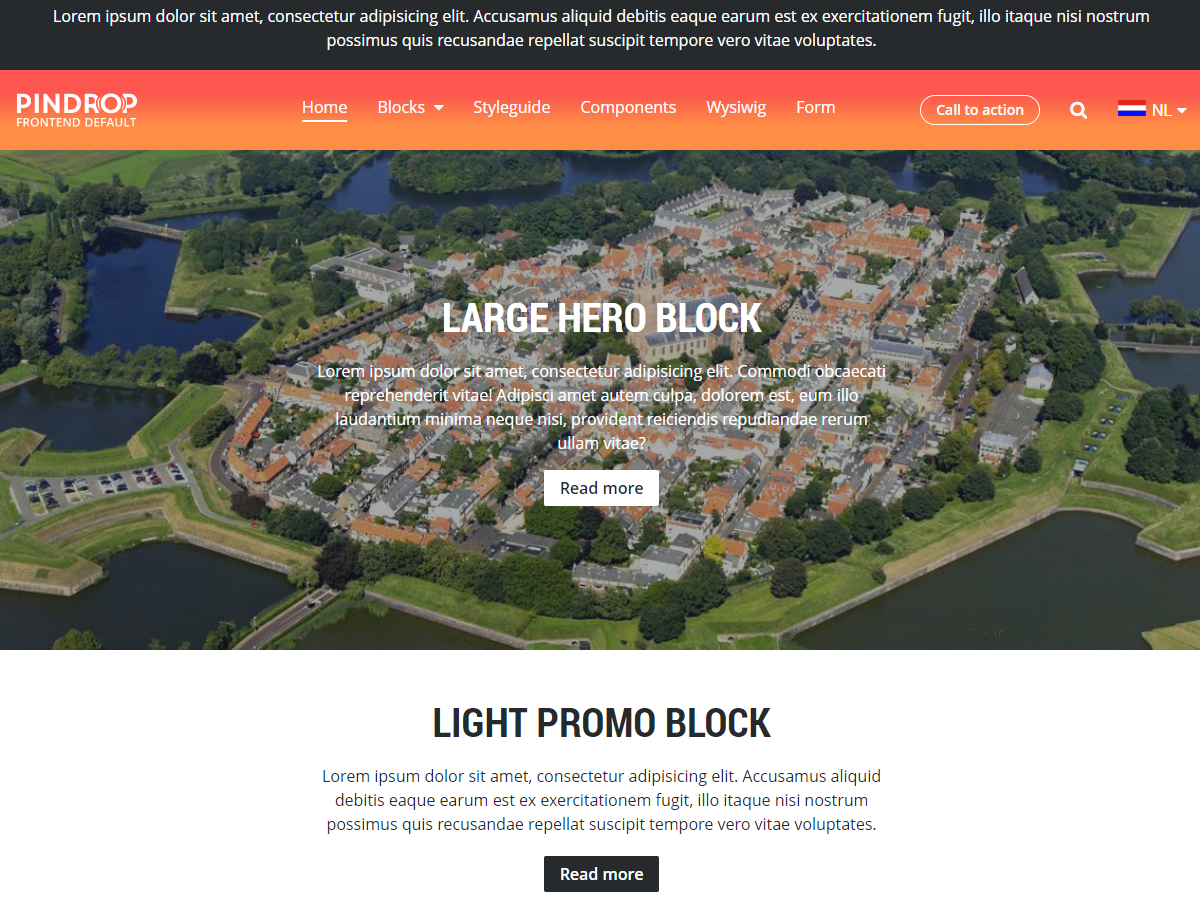 Lorem ipsum dolor sit amet, consectetur adipisicing elit. Accusamus aliquid debitis eaque earum est ex exercitationem fugit, illo itaque nisi nostrum
possimus quis recusandae repellat suscipit tempore vero vitae voluptates.
PINDROP
FRONTEND DEFAULT
Home Blocks Styleguide Components Wysiwig Form Call to action NL
LARGE HERO BLOCK
Lorem ipsum dolor sit amet, consectetur adipisicing elit. Commodi obcaecati
reprehenderit vitae! Adipisci amet autem culpa, dolorem est, eum illo
laudantium minima neque nisi, provident reiciendis repudiandae rerum
ullam vitae?
Read more
LIGHT PROMO BLOCK
Lorem ipsum dolor sit amet, consectetur adipisicing elit. Accusamus aliquid
debitis eaque earum est ex exercitationem fugit, illo itaque nisi nostrum
possimus quis recusandae repellat suscipit tempore vero vitae voluptates.
Read more